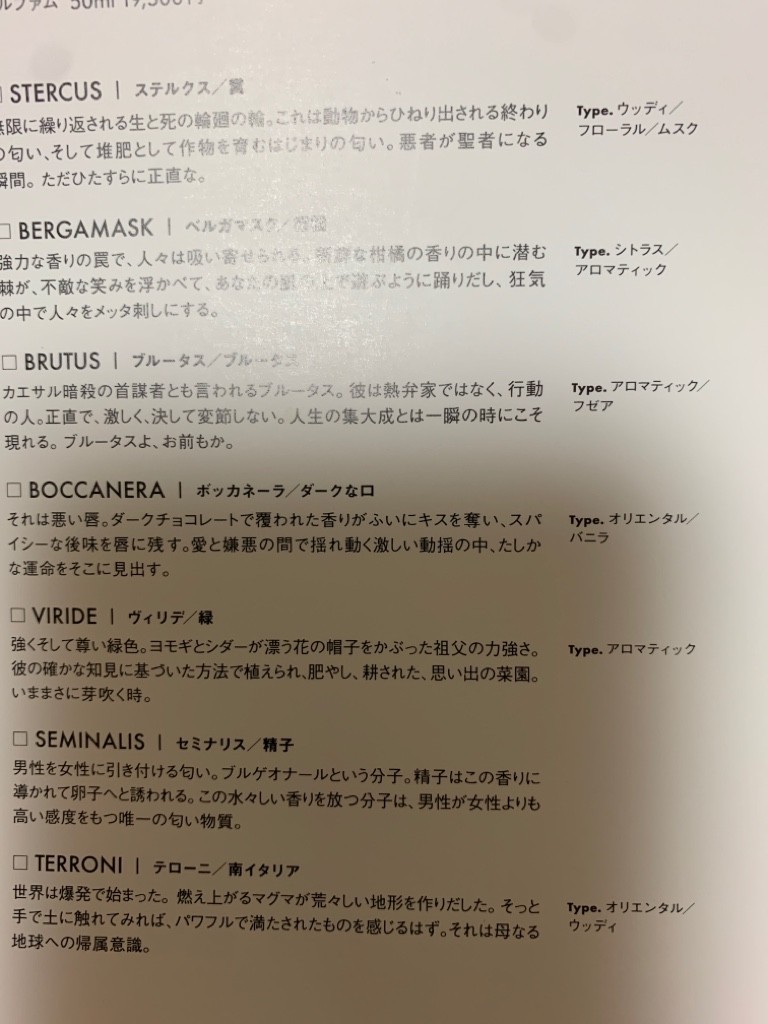 ルファム 50ml 19,500円
STERCUS | ステルクス／糞
無限に繰り返される生と死の輪廻の輪。これは動物からひねり出される終わり
の匂い、そして堆肥として作物を育むはじまりの匂い。悪者が聖者になる
瞬間。ただひたすらに正直な。
Type. ウッディ／
フローラル／ムスク
□ BERGAMASK | ベルガマスク／
強力な香りの罠で、人々は吸い寄せられる。新鮮な柑橘の香りの中に潜む
棘が、不敵な笑みを浮かべて、あなたの上で遊ぶように踊りだし、狂気
の中で人々をメッタ刺しにする。
Type. シトラス／
アロマティック
□ BRUTUS | ブルータス／ブルータス
カエサル暗殺の首謀者とも言われるブルータス。彼は熱弁家ではなく、行動
の人。正直で、激しく、決して変節しない。人生の集大成とは一瞬の時にこそ
現れる。ブルータスよ、お前もか。
Type. アロマティック／
フゼア
□ BOCCANERA | ボッカネーラ／ダークな口
それは悪い唇。ダークチョコレートで覆われた香りがふいにキスを奪い、スパ
イシーな後味を唇に残す。愛と嫌悪の間で揺れ動く激しい動揺の中、たしか
な運命をそこに見出す。
Type. オリエンタル／
バニラ
□ VIRIDE | ヴィリデ／緑
強くそして尊い緑色。ヨモギとシダーが漂う花の帽子をかぶった祖父の力強さ。
彼の確かな知見に基づいた方法で植えられ、肥やし、耕された、思い出の菜園。
いままさに芽吹く時。
Type. アロマティック
□ SEMINALIS | セミナリス／精子
男性を女性に引き付ける匂い。ブルゲオナールという分子。精子はこの香りに
導かれて卵子へと誘われる。この水々しい香りを放つ分子は、男性が女性よりも
高い感度をもつ唯一の匂い物質。
□ TERRONI | テローニ／南イタリア
世界は爆発で始まった。燃え上がるマグマが荒々しい地形を作りだした。そっと
手で土に触れてみれば、パワフルで満たされたものを感じるはず。それは母なる
地球への帰属意識。
Type. オリエンタル／
ウッディ